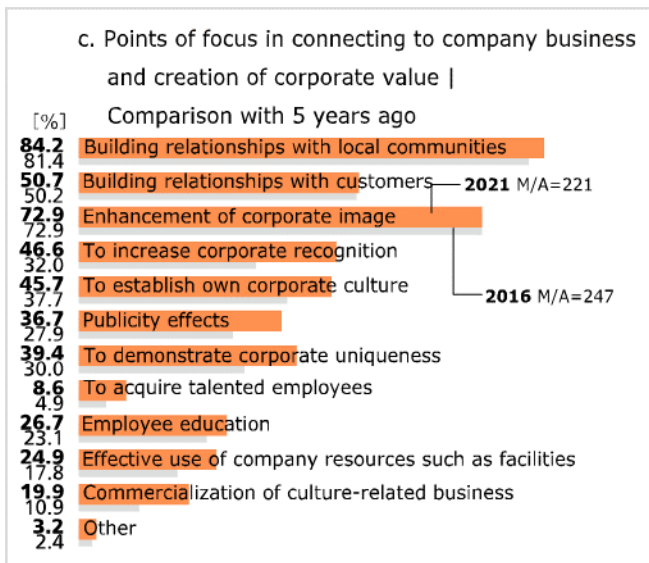 c. Points of focus in connecting to company business
and creation of corporate value |
Comparison with 5 years ago
[%]
84.2 Building relationships with local communities
81.4
50.7 Building relationships with customers
50.2
2021 M/A=221
72.9 Enhancement of corporate image
72.9
46.6 To increase corporate recognition
32.0
45.7 To establish own corporate culture
37.7
2016 M/A=247
36.7 Publicity effects
27.9
39.4 To demonstrate corporate uniqueness
30.0
8.6 To acquire talented employees
4.9
26.7 Employee education
23.1
24.9 Effective use of company resources such as facilities
17.8
19.9 Commercialization of culture-related business
10.9
3.2 Other
2.4